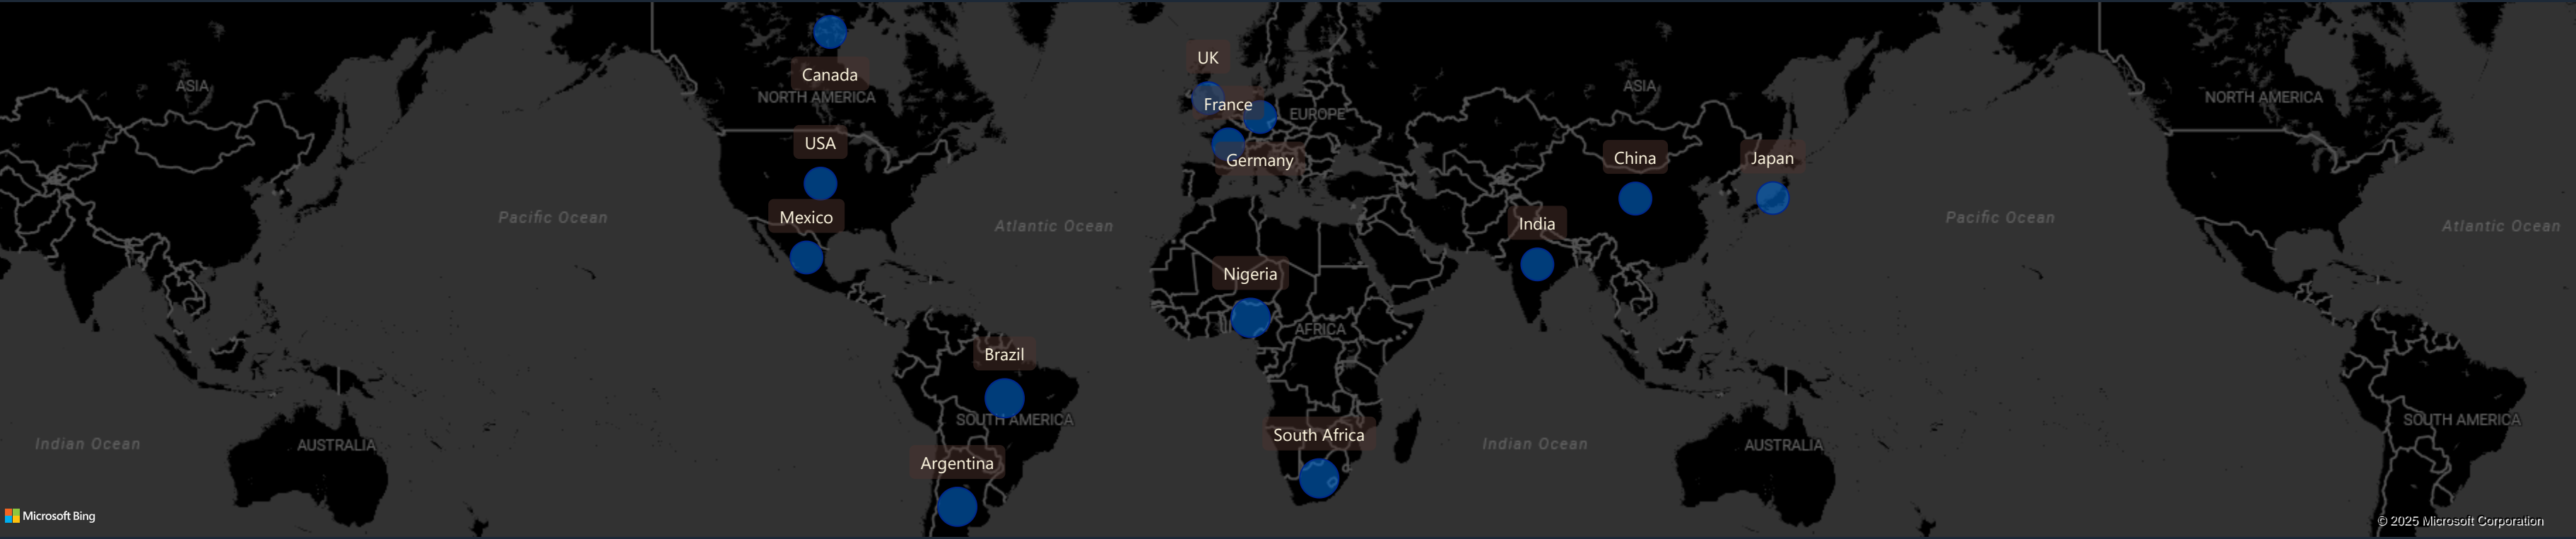 UK
Canada
ASIA
ASIA
NORTH AMERICA
NORTH AMERICA
France
EUROPE
USA
Germany
China
Japan
Mexico
Pacific Ocean
Pacific Ocean
India
Atlantic Ocean
Atlantic Ocean
Nigeria
AFRICA
Brazil
SOUTH AMERICA
SOUTH AMERICA
South Africa
Indian Ocean
AUSTRALIA
Indian Ocean
AUSTRALIA
Argentina
Microsoft Bing
© 2025 Microsoft Corporation